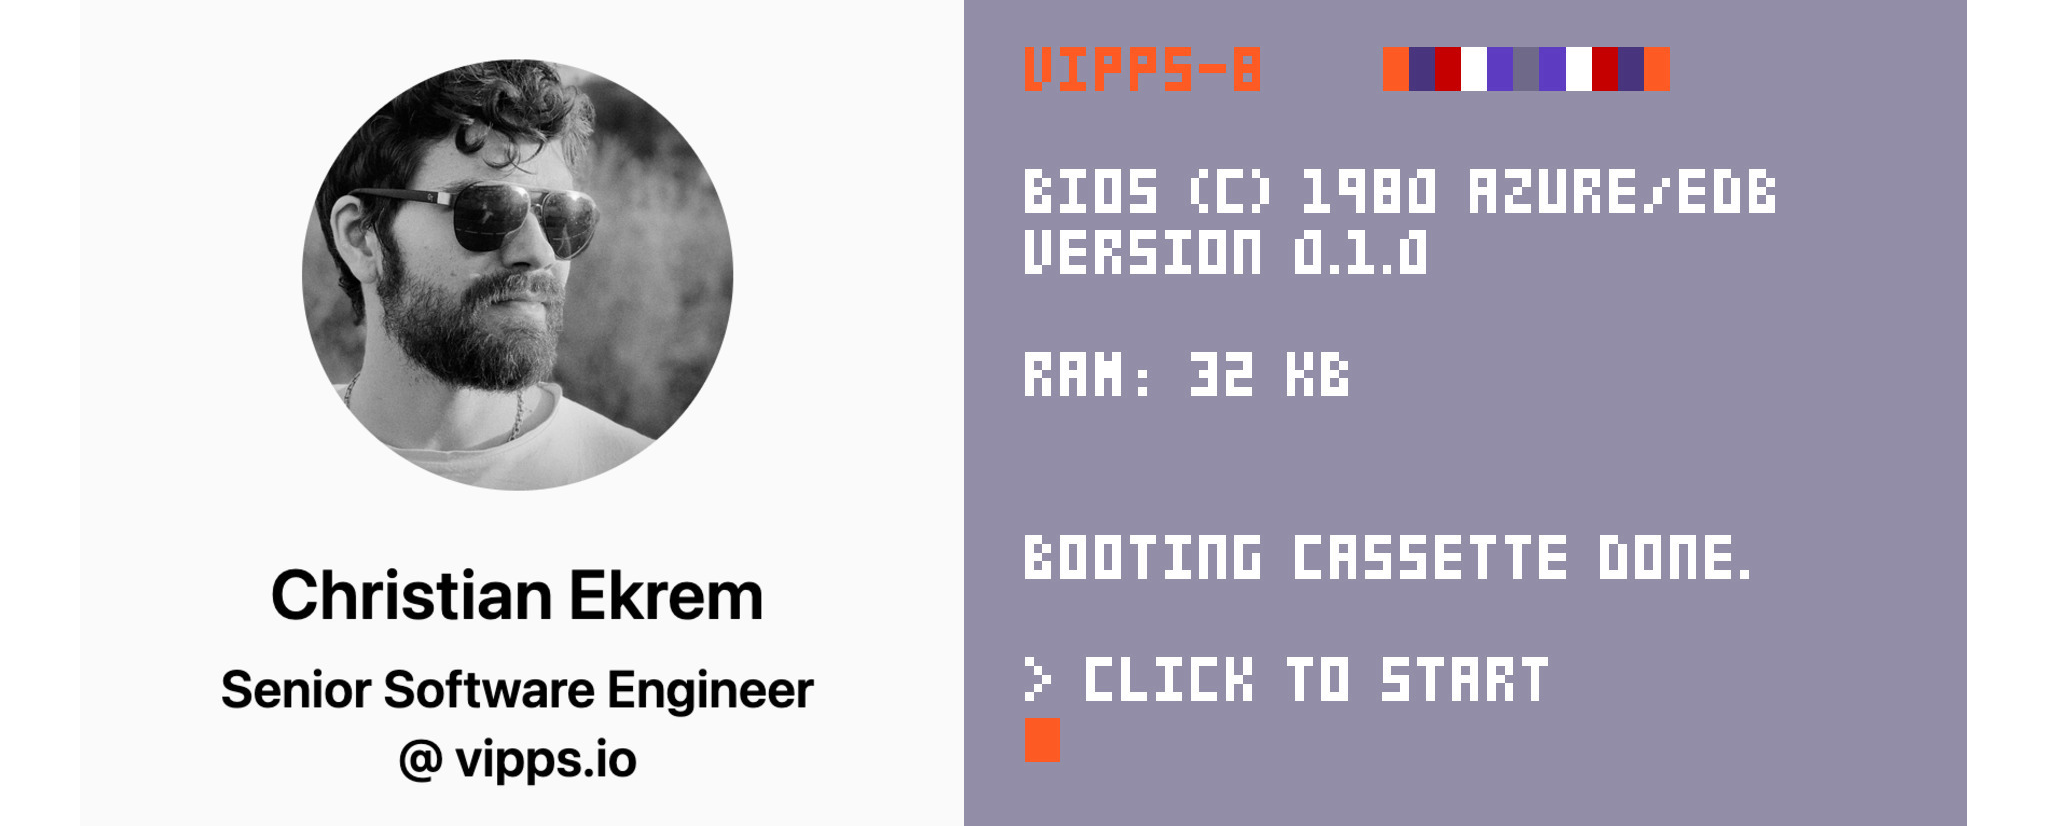 Christian Ekrem
Senior Software Engineer
@ vipps.io
VIPPS-8
BIOS (C) 1980 AZURE/EDB
VERSION 0.1.0
RAM: 32 KB
BOOTING CASSETTE DONE.
> CLICK TO START